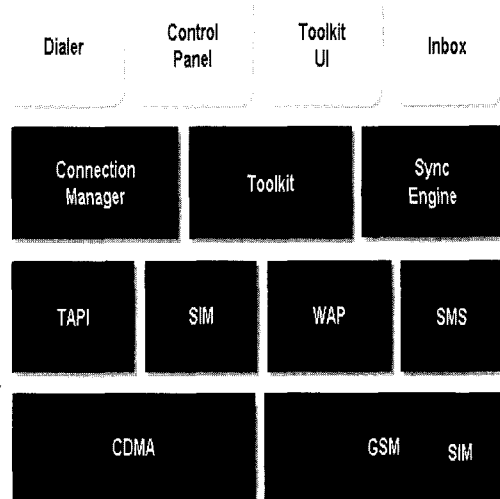 Dialer
Control
Panel
Toolkit
UI
Inbox
Connection
Manager
Toolkit
Sync
Engine
TAPI
SIM
WAP
SMS
CDMA
GSM
SIM